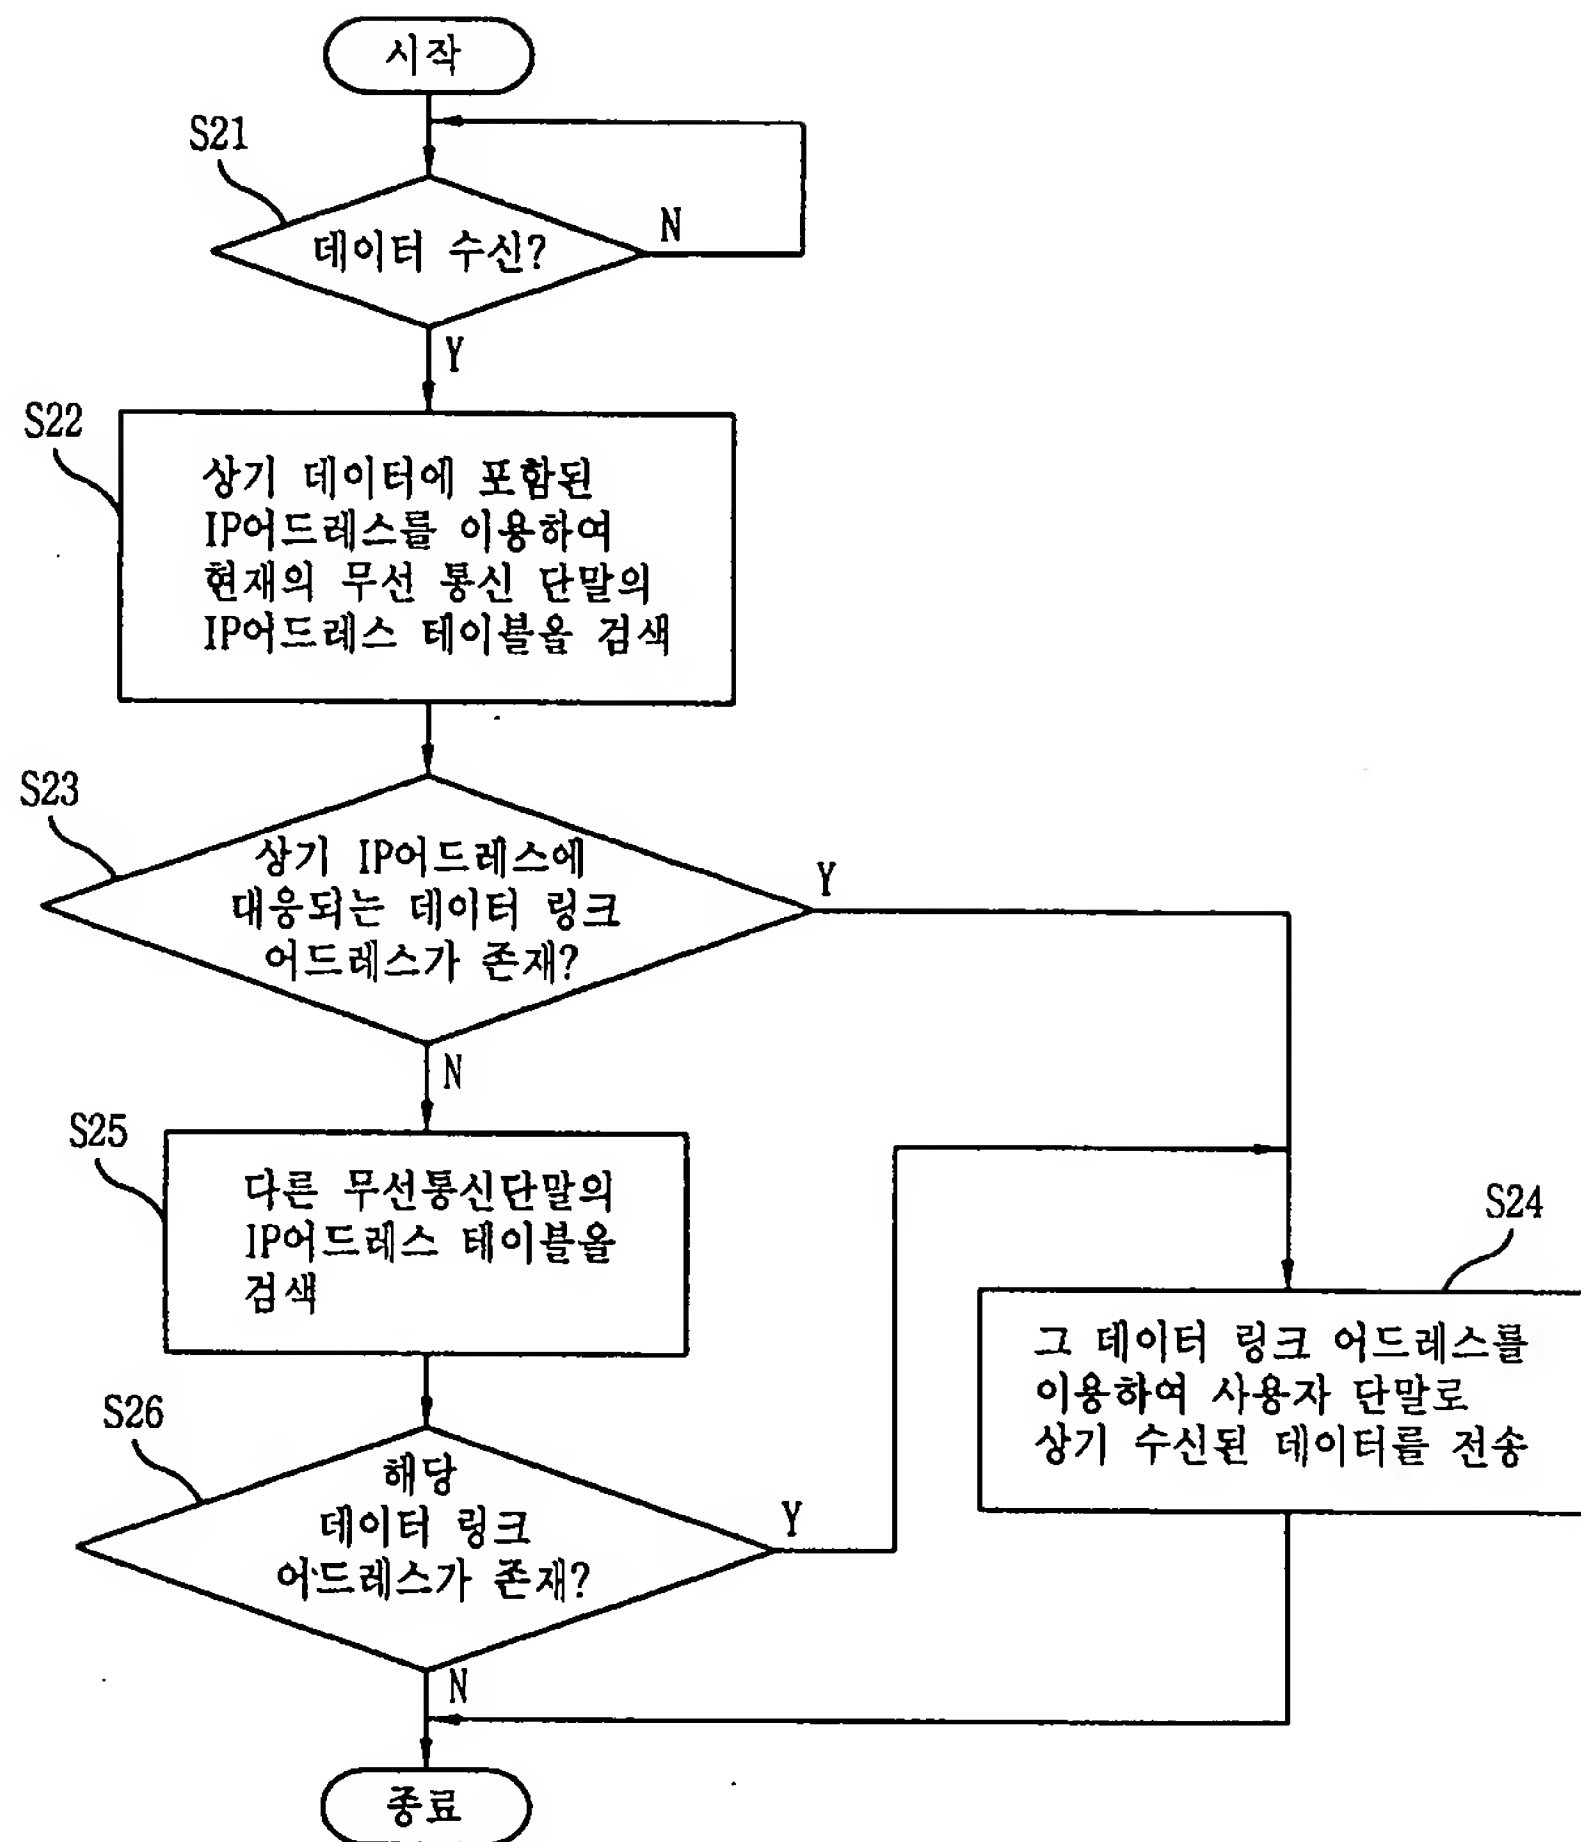 시작
S21
데이터 수신?
N
Y
S22
상기 데이터에 포함된
IP어드레스를 이용하여
현재의 무선 통신 단말의
IP어드레스 테이블을 검색
S23
상기 IP어드레스에
대응되는 데이터 링크
어드레스가 존재?
Y
N
S25
다른 무선통신단말의
IP어드레스 테이블을
검색
S24
그 데이터 링크 어드레스를
이용하여 사용자 단말로
상기 수신된 데이터를 전송
S26
해당
데이터 링크
어드레스가 존재?
Y
N
종료